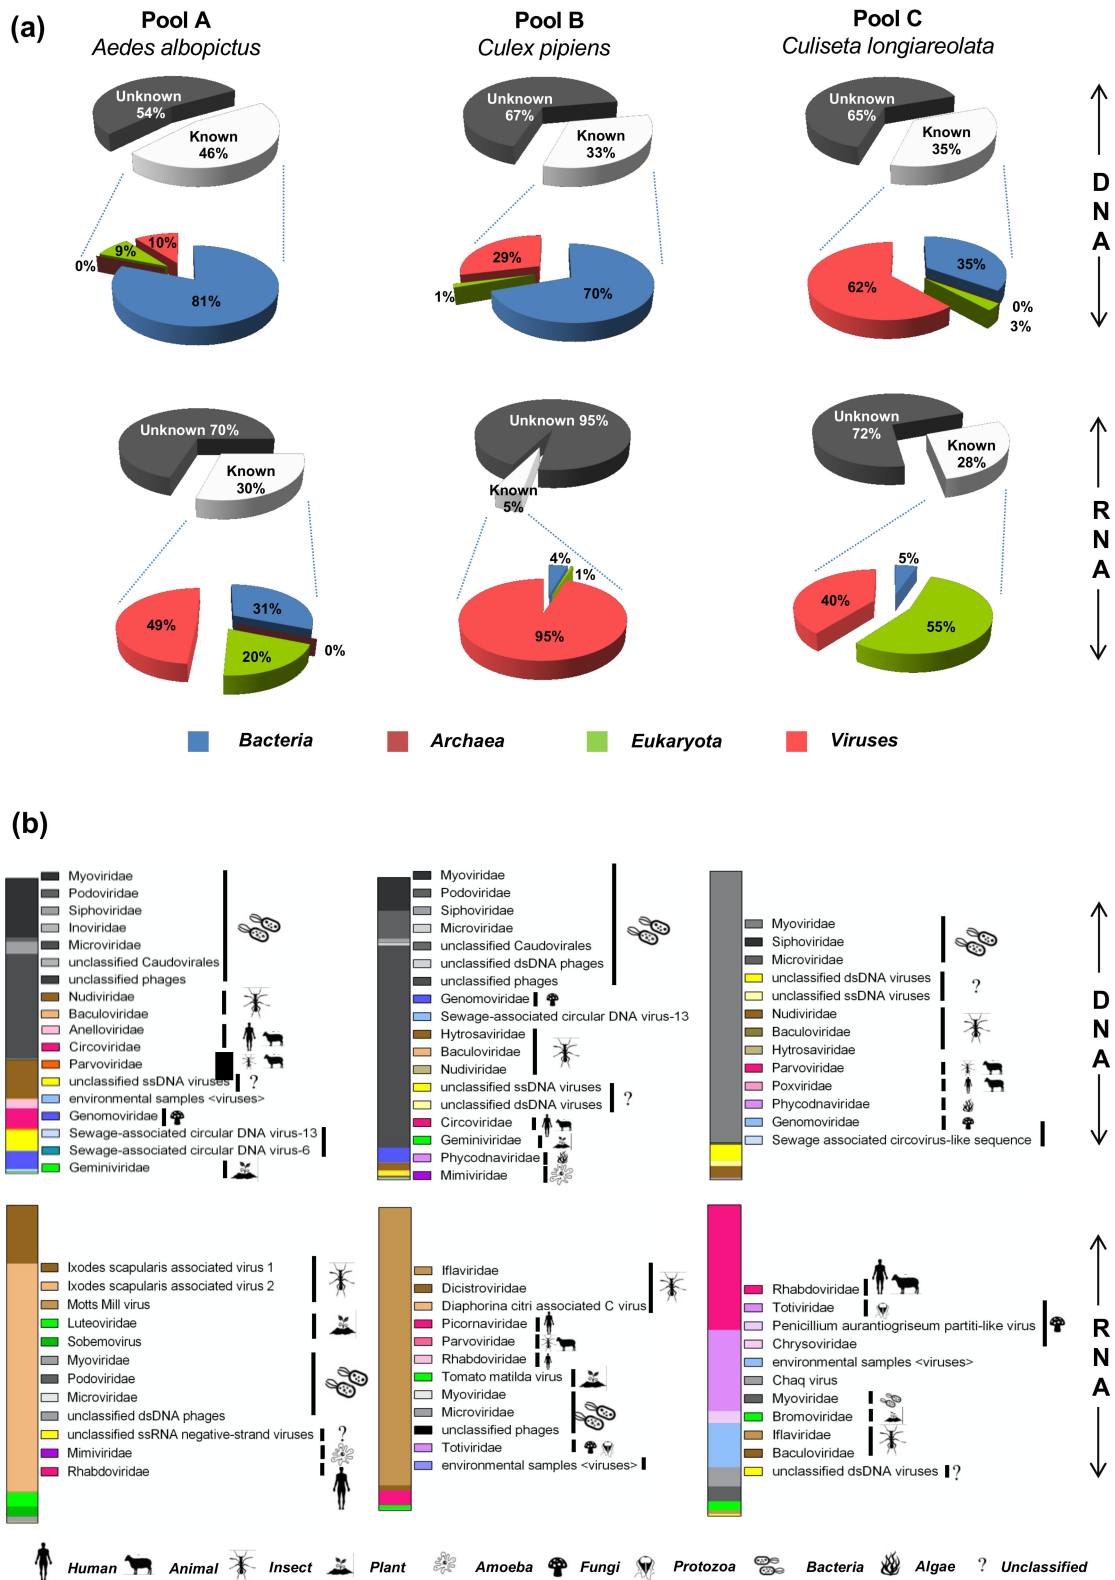 (a)
Pool A
Aedes albopictus
Pool B
Culex pipiens
Pool C
Culiseta longiareolata
Unknown
54%
Known
46%
Unknown
67%
Known
33%
Unknown
65%
Known
35%
0%
9%
10%
81%
1%
29%
70%
62%
35%
0%
3%
DNA
Unknown 70%
Known
30%
Unknown 95%
Known
5%
Unknown
72%
Known
28%
49%
31%
20%
0%
4%
1%
95%
40%
5%
55%
RNA
Bacteria
Archaea
Eukaryota
Viruses
(b)
Myoviridae
Podoviridae
Siphoviridae
Inoviridae
Microviridae
unclassified Caudovirales
unclassified phages
Nudiviridae
Baculoviridae
Anelloviridae
Circoviridae
Parvoviridae
unclassified ssDNA viruses
?
environmental samples <viruses>
Genomoviridae
Sewage-associated circular DNA virus-13
Sewage-associated circular DNA virus-6
Geminiviridae
Myoviridae
Podoviridae
Siphoviridae
Microviridae
unclassified Caudovirales
unclassified dsDNA phages
unclassified phages
Genomoviridae
Sewage-associated circular DNA virus-13
Hytrosaviridae
Baculoviridae
Nudiviridae
unclassified ssDNA viruses
unclassified dsDNA viruses
?
Circoviridae
Geminiviridae
Phycodnaviridae
Mimiviridae
Myoviridae
Siphoviridae
Microviridae
unclassified dsDNA viruses
unclassified ssDNA viruses
?
Nudiviridae
Baculoviridae
Hytrosaviridae
Parvoviridae
Poxviridae
Phycodnaviridae
Genomoviridae
Sewage associated circovirus-like sequence
DNA
Ixodes scapularis associated virus 1
Ixodes scapularis associated virus 2
Motts Mill virus
Luteoviridae
Sobemovirus
Myoviridae
Podoviridae
Microviridae
unclassified dsDNA phages
unclassified ssRNA negative-strand viruses
?
Mimiviridae
Rhabdoviridae
Iflaviridae
Dicistroviridae
Diaphorina citri associated C virus
Picornaviridae
Parvoviridae
Rhabdoviridae
Tomato matilda virus
Myoviridae
Microviridae
unclassified phages
Totiviridae
environmental samples <viruses>
Rhabdoviridae
Totiviridae
Penicillium aurantiogriseum partiti-like virus
Chrysoviridae
environmental samples <viruses>
Chaq virus
Myoviridae
Bromoviridae
Iflaviridae
Baculoviridae
unclassified dsDNA viruses
?
RNA
Human
Animal
Insect
Plant
Amoeba
Fungi
Protozoa
Bacteria
Algae
?
Unclassified